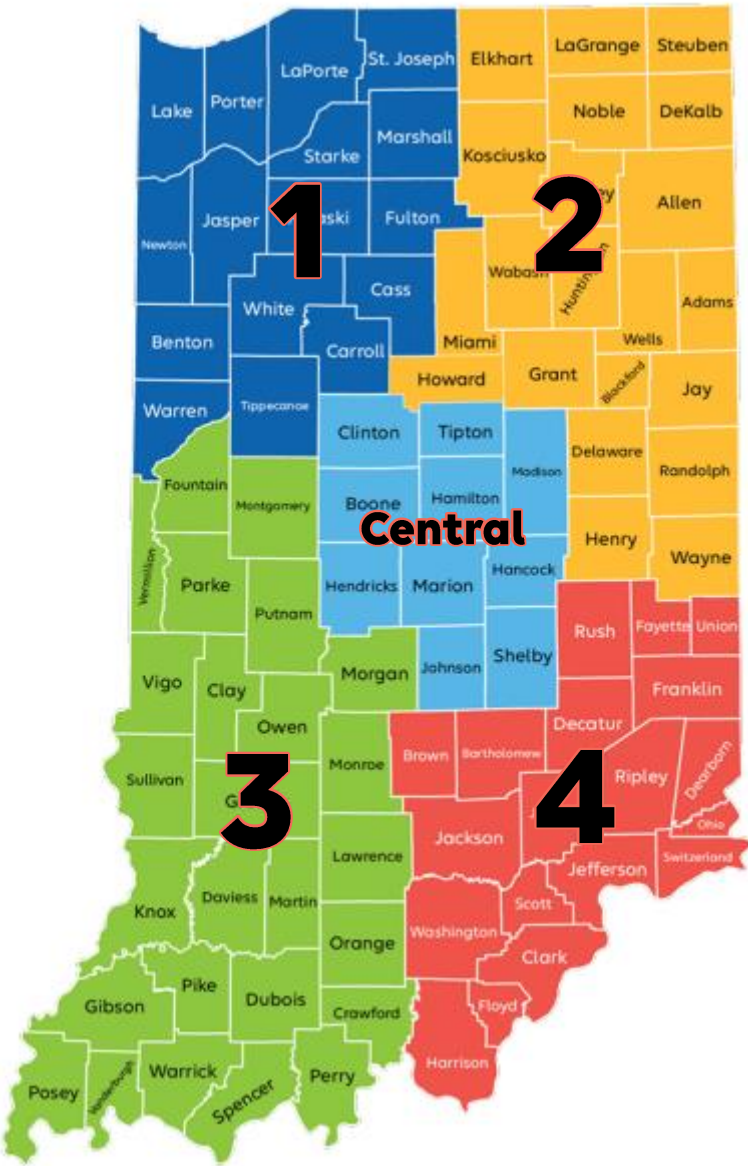 St. Joseph
Elkhart
LaGrange
Steuben
LaPorte
Lake
Porter
Noble
DeKalb
Starke
Marshall
Kosciusko
Newton
Jasper
1
aski
Fulton
2
ey
Allen
Wabash
White
Cass
Adams
Benton
Carroll
Miami
Wells
Warren
Tippecanoe
Howard
Grant
Blackford
Jay
Clinton
Tipton
Madison
Delaware
Randolph
Fountain
Montgomery
Boone
Hamilton
Central
Henry
Wayne
Vermillion
Parke
Putnam
Hendricks
Marion
Hancock
Rush
Fayette
Union
Vigo
Clay
Morgan
Johnson
Shelby
Franklin
Owen
Monroe
Brown
Bartholomew
Decatur
Dearborn
Sullivan
G
3
4
Ripley
Ohio
Lawrence
Jackson
Jefferson
Switzerland
Knox
Daviess
Martin
Orange
Washington
Scott
Clark
Gibson
Pike
Dubois
Crawford
Floyd
Harrison
Posey
Vanderburgh
Warrick
Spencer
Perry